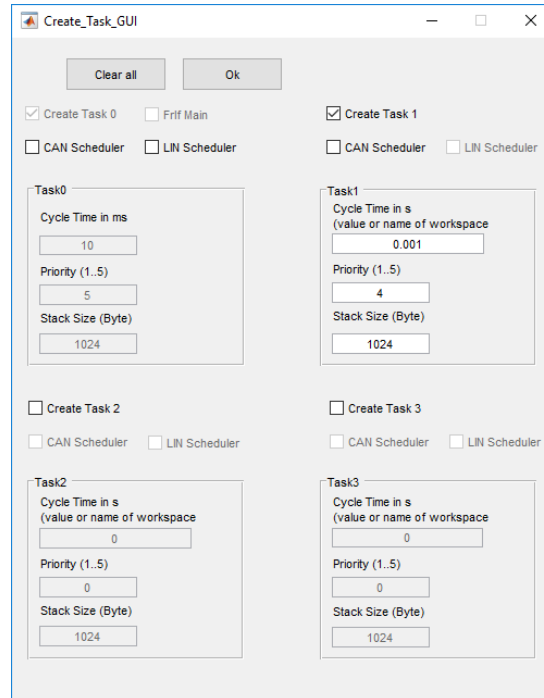 Create_Task_GUI
Clear all
Ok
Create Task 0
FrIf Main
Create Task 1
CAN Scheduler
LIN Scheduler
CAN Scheduler
LIN Scheduler
Task0
Cycle Time in ms
10
Priority (1..5)
5
Stack Size (Byte)
1024
Task1
Cycle Time in s
(value or name of workspace
0.001
Priority (1..5)
4
Stack Size (Byte)
1024
Create Task 2
Create Task 3
CAN Scheduler
LIN Scheduler
CAN Scheduler
LIN Scheduler
Task2
Cycle Time in s
(value or name of workspace
0
Priority (1..5)
0
Stack Size (Byte)
1024
Task3
Cycle Time in s
(value or name of workspace
0
Priority (1..5)
0
Stack Size (Byte)
1024